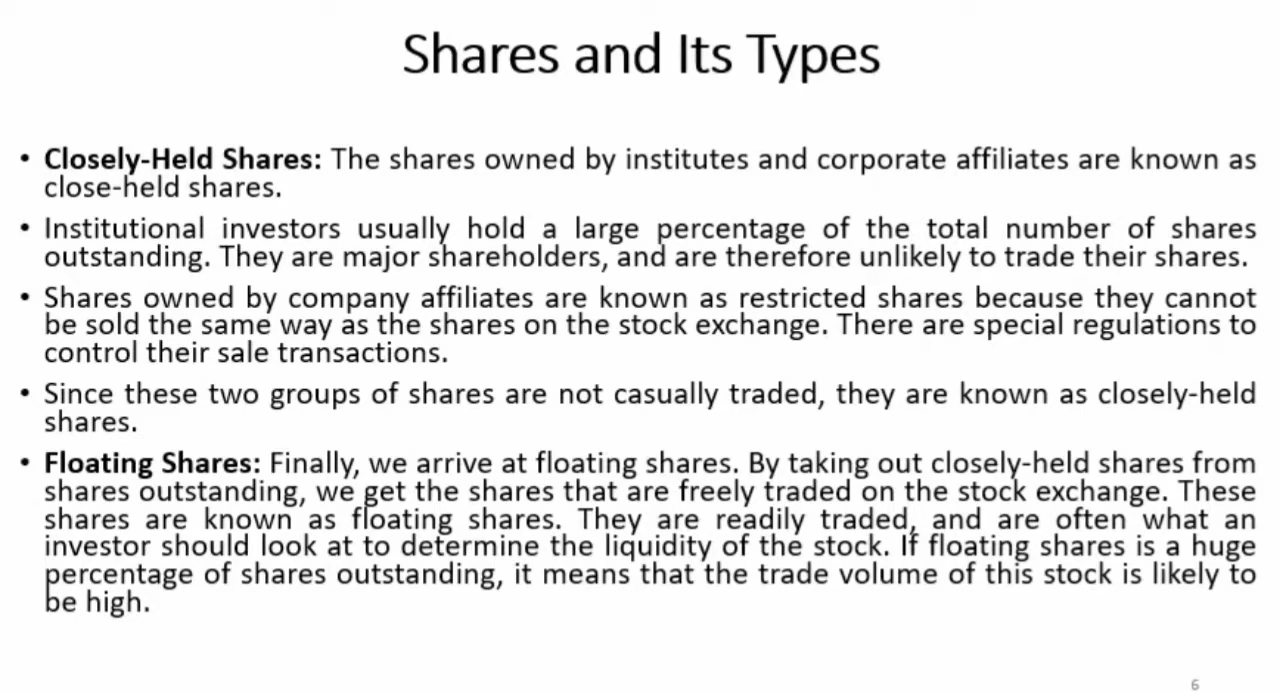 Shares and Its Types
• Closely-Held Shares: The shares owned by institutes and corporate affiliates are known as
close-held shares.
• Institutional investors usually hold a large percentage of the total number of shares
outstanding. They are major shareholders, and are therefore unlikely to trade their shares.
• Shares owned by company affiliates are known as restricted shares because they cannot
be sold the same way as the shares on the stock exchange. There are special regulations to
control their sale transactions.
• Since these two groups of shares are not casually traded, they are known as closely-held
shares.
• Floating Shares: Finally, we arrive at floating shares. By taking out closely-held shares from
shares outstanding, we get the shares that are freely traded on the stock exchange. These
shares are known as floating shares. They are readily traded, and are often what an
investor should look at to determine the liquidity of the stock. If floating shares is a huge
percentage of shares outstanding, it means that the trade volume of this stock is likely to
be high.
6